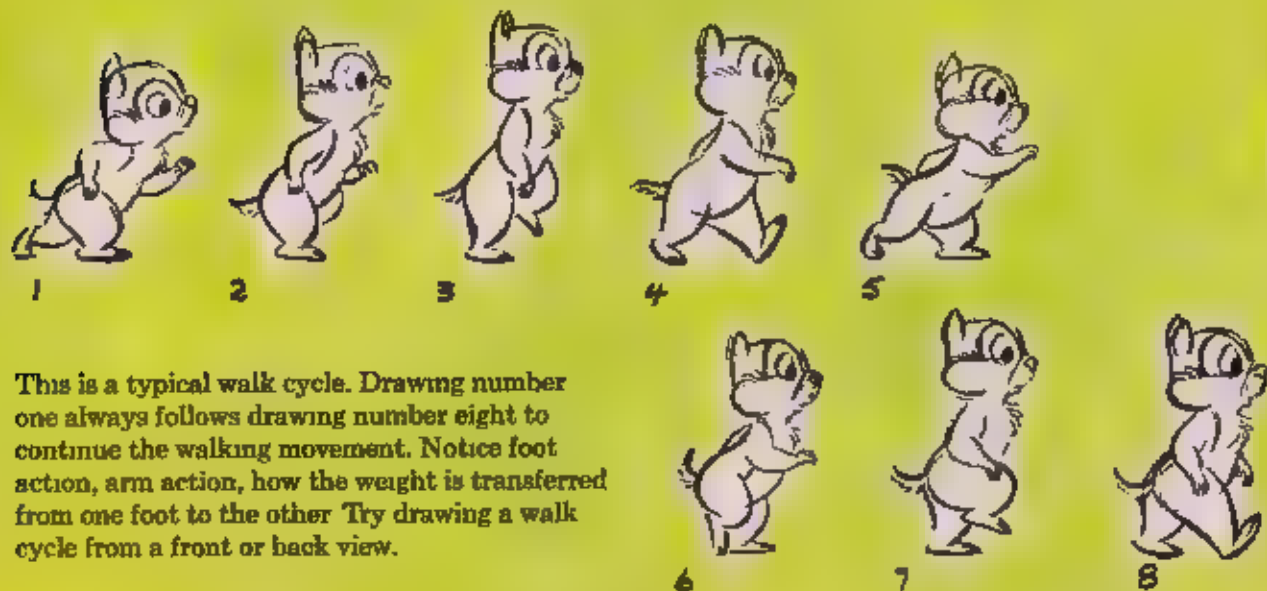 1 2 3 4 5
This is a typical walk cycle. Drawing number
one always follows drawing number eight to
continue the walking movement. Notice foot
action, arm action, how the weight is transferred
from one foot to the other Try drawing a walk
cycle from a front or back view.
6 7 8